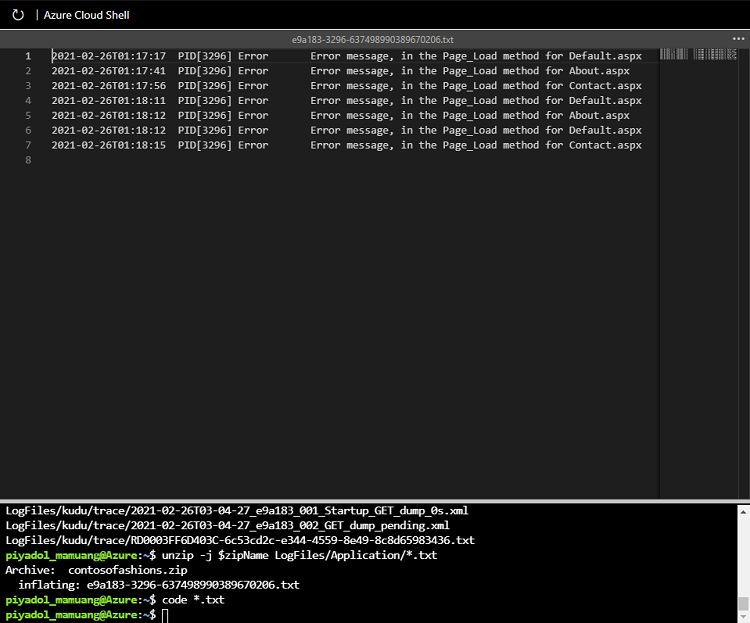 Azure Cloud Shell
e9a183-3296-637498990389670206.txt
1 2021-02-26T01:17:17 PID[3296] Error Error message, in the Page_Load method for Default.aspx
2 2021-02-26T01:17:41 PID[3296] Error Error message, in the Page_Load method for About.aspx
3 2021-02-26T01:17:56 PID[3296] Error Error message, in the Page_Load method for Contact.aspx
4 2021-02-26T01:18:11 PID[3296] Error Error message, in the Page_Load method for Default.aspx
5 2021-02-26T01:18:12 PID[3296] Error Error message, in the Page_Load method for About.aspx
6 2021-02-26T01:18:12 PID[3296] Error Error message, in the Page_Load method for Default.aspx
7 2021-02-26T01:18:15 PID[3296] Error Error message, in the Page_Load method for Contact.aspx
8
LogFiles/kudu/trace/2021-02-26T03-04-27_e9a183_001_Startup_GET_dump_0s.xml
LogFiles/kudu/trace/2021-02-26T03-04-27_e9a183_002_GET_dump_pending.xml
LogFiles/kudu/trace/RD0003FF6D403C-6c53cd2c-e344-4559-8e49-8c8d65983436.txt
piyadol_mamuang@Azure:~$ unzip -j $zipName LogFiles/Application/*.txt
Archive:  contosofashions.zip
  inflating: e9a183-3296-637498990389670206.txt
piyadol_mamuang@Azure:~$ code *.txt
piyadol_mamuang@Azure:~$